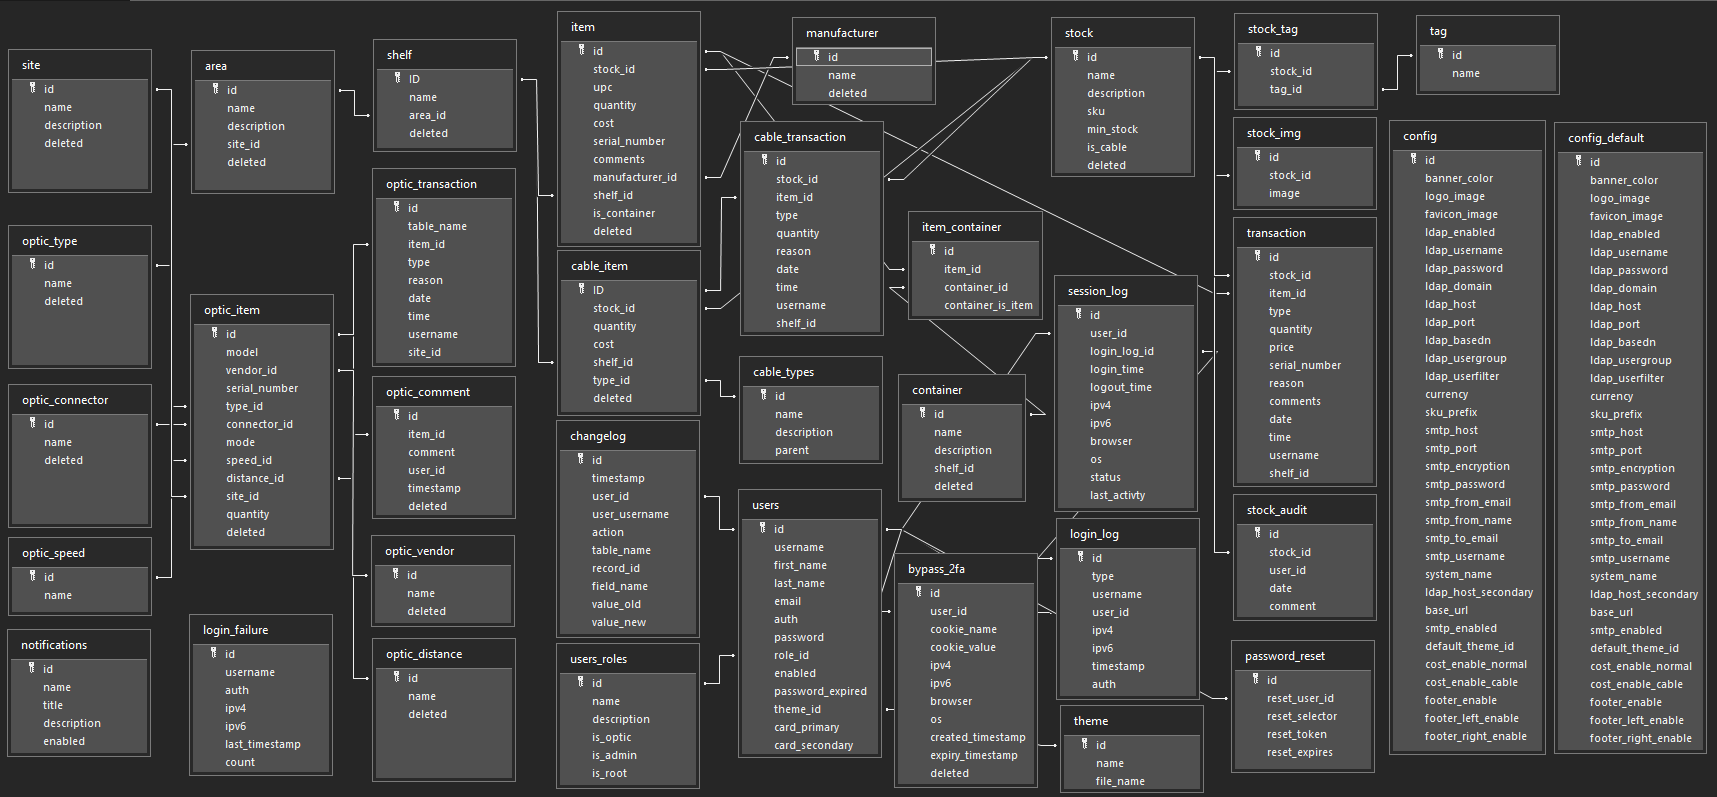 site
id
name
description
deleted
area
id
name
description
site_id
deleted
shelf
ID
name
area_id
deleted
item
id
stock_id
upc
quantity
cost
serial_number
comments
manufacturer_id
shelf_id
is_container
deleted
manufacturer
id
name
deleted
stock
id
name
description
sku
min_stock
is_cable
deleted
stock_tag
id
stock_id
tag_id
tag
id
name
optic_type
id
name
deleted
optic_item
id
model
vendor_id
serial_number
type_id
connector_id
mode
speed_id
distance_id
site_id
quantity
deleted
optic_transaction
id
table_name
item_id
type
reason
date
time
username
site_id
cable_item
ID
stock_id
quantity
cost
shelf_id
type_id
deleted
cable_transaction
id
stock_id
item_id
type
quantity
reason
date
time
username
shelf_id
item_container
id
item_id
container_id
container_is_item
session_log
id
user_id
login_log_id
login_time
logout_time
ipv4
ipv6
browser
os
status
last_activty
stock_img
id
stock_id
image
transaction
id
stock_id
item_id
type
quantity
price
serial_number
reason
comments
date
time
username
shelf_id
config
id
banner_color
logo_image
favicon_image
ldap_enabled
ldap_username
ldap_password
ldap_domain
ldap_host
ldap_port
ldap_basedn
ldap_usergroup
ldap_userfilter
currency
sku_prefix
smtp_host
smtp_port
smtp_encryption
smtp_password
smtp_from_email
smtp_from_name
smtp_to_email
smtp_username
system_name
ldap_host_secondary
base_url
smtp_enabled
default_theme_id
cost_enable_normal
cost_enable_cable
footer_enable
footer_left_enable
footer_right_enable
config_default
id
banner_color
logo_image
favicon_image
ldap_enabled
ldap_username
ldap_password
ldap_domain
ldap_host
ldap_port
ldap_basedn
ldap_usergroup
ldap_userfilter
currency
sku_prefix
smtp_host
smtp_port
smtp_encryption
smtp_password
smtp_from_email
smtp_from_name
smtp_to_email
smtp_username
system_name
ldap_host_secondary
base_url
smtp_enabled
default_theme_id
cost_enable_normal
cost_enable_cable
footer_enable
footer_left_enable
footer_right_enable
optic_connector
id
name
deleted
optic_comment
id
item_id
comment
user_id
timestamp
deleted
changelog
id
timestamp
user_id
user_username
action
table_name
record_id
field_name
value_old
value_new
cable_types
id
name
description
parent
container
id
name
description
shelf_id
deleted
optic_speed
id
name
optic_vendor
id
name
deleted
users
id
username
first_name
last_name
email
auth
password
role_id
enabled
password_expired
theme_id
card_primary
card_secondary
bypass_2fa
id
user_id
cookie_name
cookie_value
ipv4
ipv6
browser
os
created_timestamp
expiry_timestamp
deleted
login_log
id
type
username
user_id
ipv4
ipv6
timestamp
auth
stock_audit
id
stock_id
user_id
date
comment
notifications
id
name
title
description
enabled
login_failure
id
username
auth
ipv4
ipv6
last_timestamp
count
optic_distance
id
name
deleted
users_roles
id
name
description
is_optic
is_admin
is_root
theme
id
name
file_name
password_reset
id
reset_user_id
reset_selector
reset_token
reset_expires